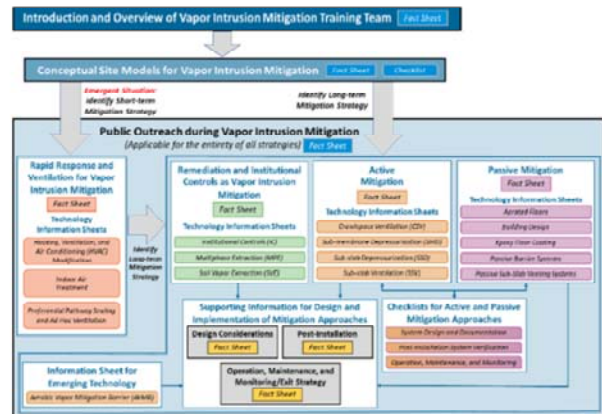 Introduction and Overview of Vapor Intrusion Mitigation Training Team
Fact Sheet
Conceptual Site Models for Vapor Intrusion Mitigation
Fact Sheet
Checklist
Emergent Situation:
Identify Short-term
Mitigation Strategy
Identify Long-term
Mitigation Strategy
Public Outreach during Vapor Intrusion Mitigation
(Applicable for the entirety of all strategies)
Fact Sheet
Rapid Response and
Ventilation for Vapor
Intrusion Mitigation
Fact Sheet
Technology
Information Sheets
Heating, Ventilation, and
Air Conditioning (HVAC)
Modification
Indoor Air
Treatment
Preferential Pathway Sealing
and Ad Hoc Ventilation
Identify
Long-term
Mitigation
Strategy
Remediation and Institutional
Controls as Vapor Intrusion
Mitigation
Fact Sheet
Technology Information Sheets
Institutional Controls (IC)
Multiphase Extraction (MPE)
Soil Vapor Extraction (SVE)
Active
Mitigation
Fact Sheet
Technology Information Sheets
Crawlspace Ventilation (CSV)
Sub-membrane Depressurization (SMD)
Sub-slab Depressurization (SSD)
Sub-slab Ventilation (SSV)
Passive Mitigation
Fact Sheet
Technology Information Sheets
Aerated Floors
Building Design
Epoxy Floor Coating
Passive Barrier Systems
Passive Sub-Slab Venting Systems
Supporting Information for Design and
Implementation of Mitigation Approaches
Design Considerations
Fact Sheet
Post-Installation
Fact Sheet
Operation, Maintenance, and
Monitoring/Exit Strategy
Fact Sheet
Checklists for Active and Passive
Mitigation Approaches
System Design and Documentation
Post-Installation System Verification
Operation, Maintenance, and Monitoring
Information Sheet for
Emerging Technology
Aerobic Vapor Mitigation Barrier (AVMB)